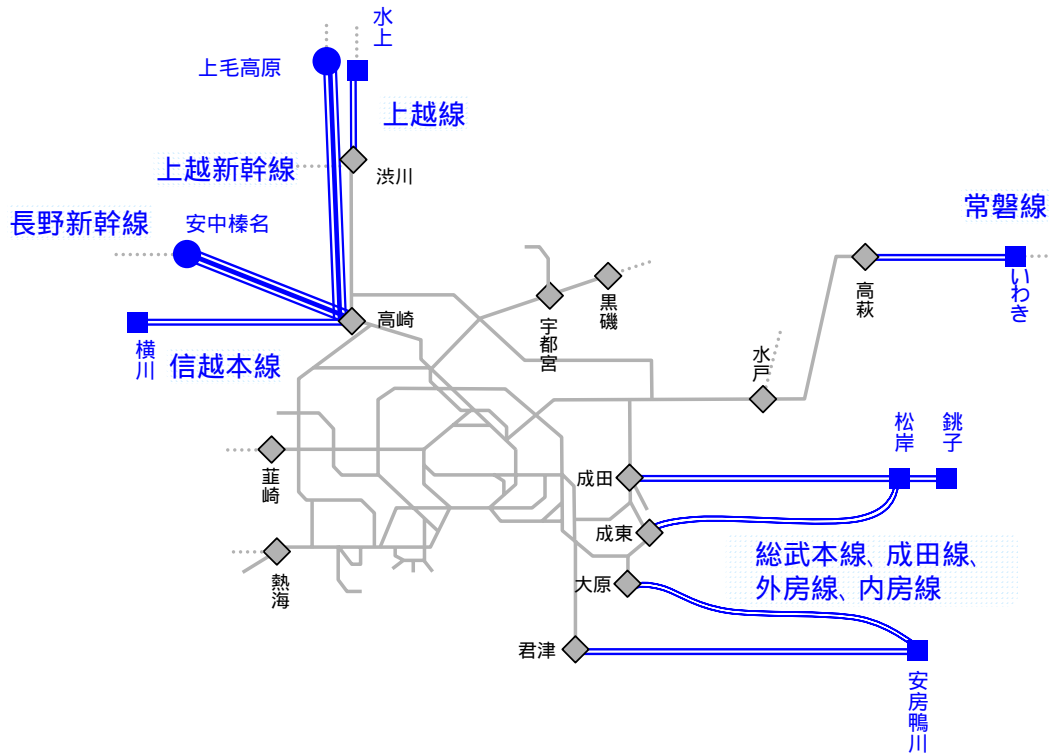 水上
上毛高原
上越線
上越新幹線
渋川
長野新幹線
安中榛名
常磐線
いわき
高萩
黒磯
宇都宮
高崎
横川
信越本線
水戸
松岸
銚子
韮崎
成田
成東
熱海
総武本線、成田線、
外房線、内房線
大原
君津
安房鴨川